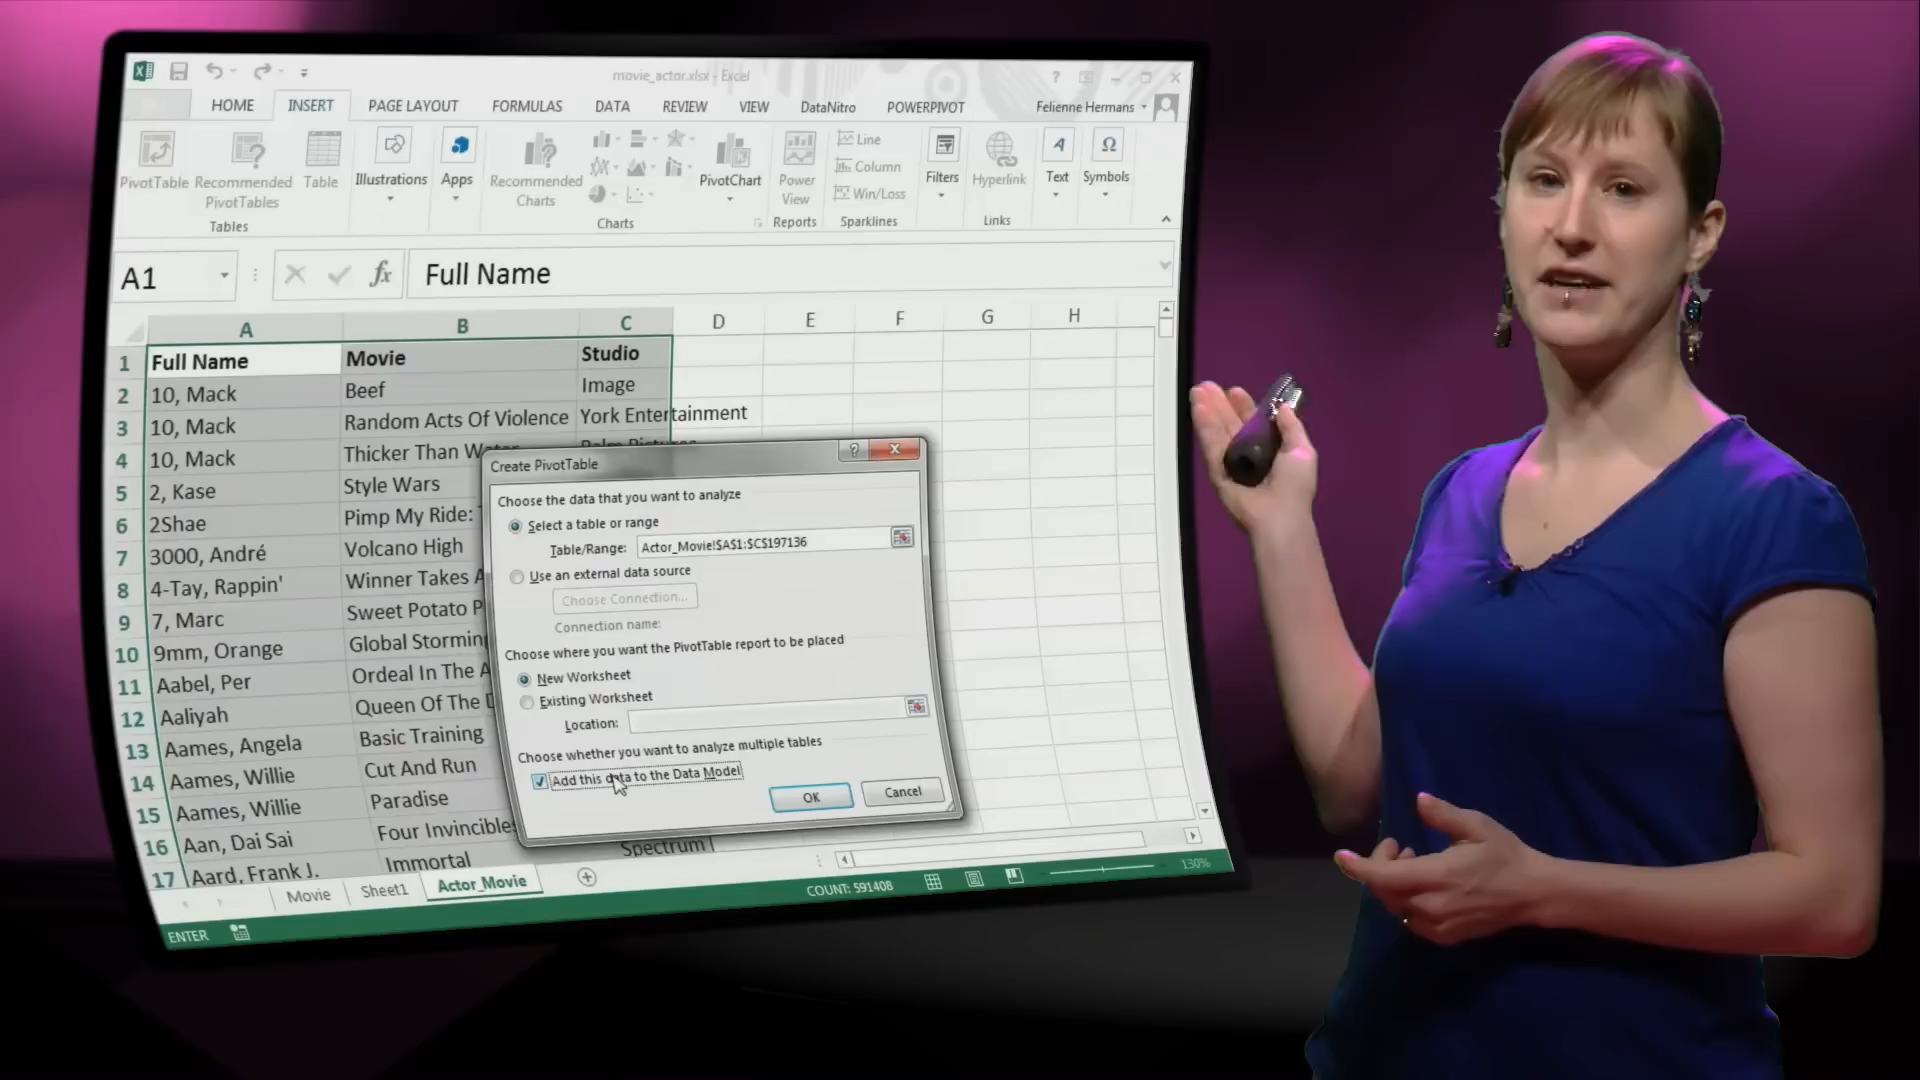 movie_actor.xlsx - Excel
HOME INSERT PAGE LAYOUT FORMULAS DATA REVIEW VIEW DataNitro POWERPIVOT Felienne Hermans
PivotTable
Recommended PivotTables
Table
Tables
Illustrations
Apps
Recommended Charts
Charts
PivotChart
Power View
Reports
Line
Column
Win/Loss
Sparklines
Filters
Hyperlink
Links
Text
Symbols
A1 fx Full Name
A B C D E F G H
1 Full Name Movie Studio
2 10, Mack Beef Image
3 10, Mack Random Acts Of Violence York Entertainment
4 10, Mack Thicker Than Water Palm Pictures
5 2, Kase Style Wars
6 2Shae Pimp My Ride:
7 3000, André Volcano High
8 4-Tay, Rappin' Winner Takes A
9 7, Marc Sweet Potato P
10 9mm, Orange Global Storming
11 Aabel, Per Ordeal In The A
12 Aaliyah Queen Of The D
13 Aames, Angela Basic Training
14 Aames, Willie Cut And Run
15 Aames, Willie Paradise
16 Aan, Dai Sai Four Invincibles
17 Aard, Frank J. Immortal Spectrum
Create PivotTable
Choose the data that you want to analyze
Select a table or range
Table/Range: Actor_Movie!$A$1:$C$197136
Use an external data source
Choose Connection...
Connection name:
Choose where you want the PivotTable report to be placed
New Worksheet
Existing Worksheet
Location:
Choose whether you want to analyze multiple tables
Add this data to the Data Model
OK Cancel
Movie Sheet1 Actor_Movie
ENTER COUNT: 591408 130%